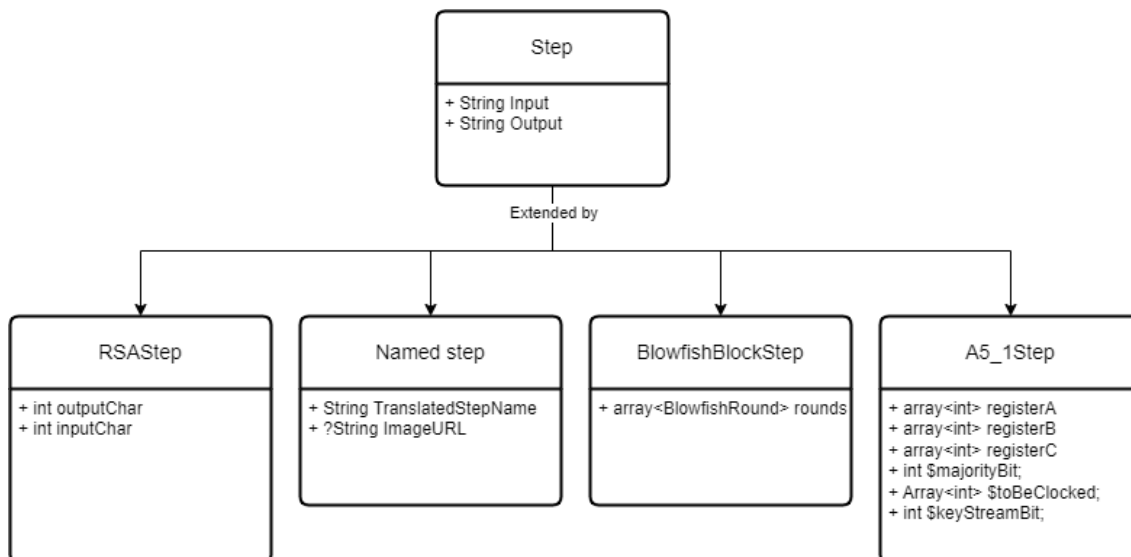 Step
+ String Input
+ String Output
Extended by
RSAStep
+ int outputChar
+ int inputChar
Named step
+ String TranslatedStepName
+ ?String ImageURL
BlowfishBlockStep
+ array<BlowfishRound> rounds
A5_1Step
+ array<int> registerA
+ array<int> registerB
+ array<int> registerC
+ int $majorityBit;
+ Array<int> $toBeClocked;
+ int $keyStreamBit;